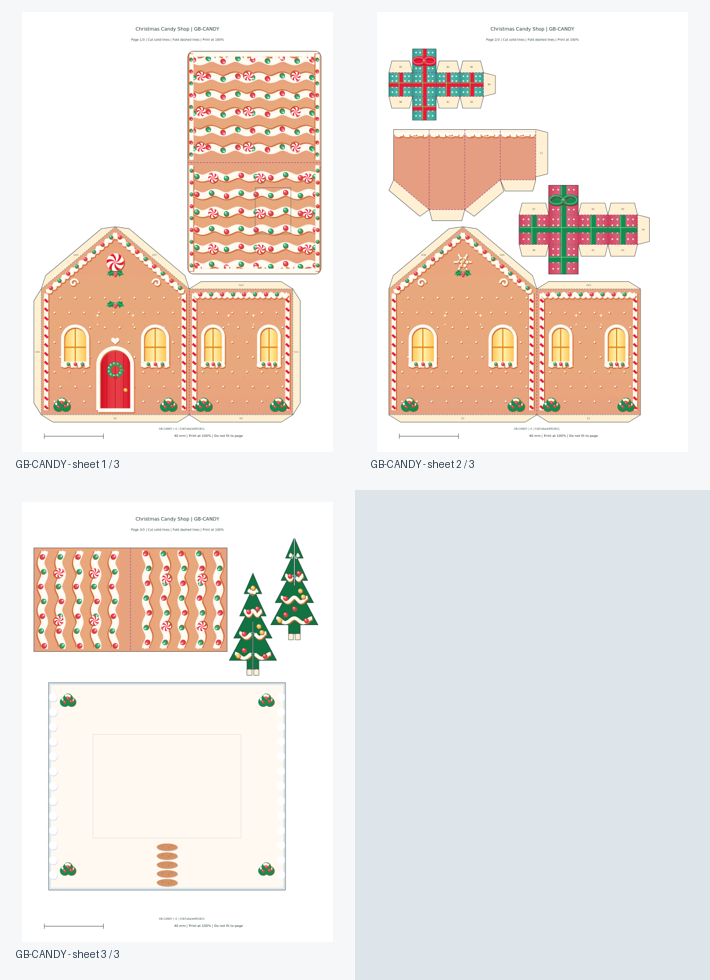 Christmas Candy Shop | GB-CANDY
Page 1/3 | Cut solid lines | Fold dashed lines | Print at 100%
80 mm | Print at 100% | Do not fit to page
GB-CANDY - sheet 1 / 3
Christmas Candy Shop | GB-CANDY
Page 2/3 | Cut solid lines | Fold dashed lines | Print at 100%
80 mm | Print at 100% | Do not fit to page
GB-CANDY - sheet 2 / 3
Christmas Candy Shop | GB-CANDY
Page 3/3 | Cut solid lines | Fold dashed lines | Print at 100%
80 mm | Print at 100% | Do not fit to page
GB-CANDY - sheet 3 / 3